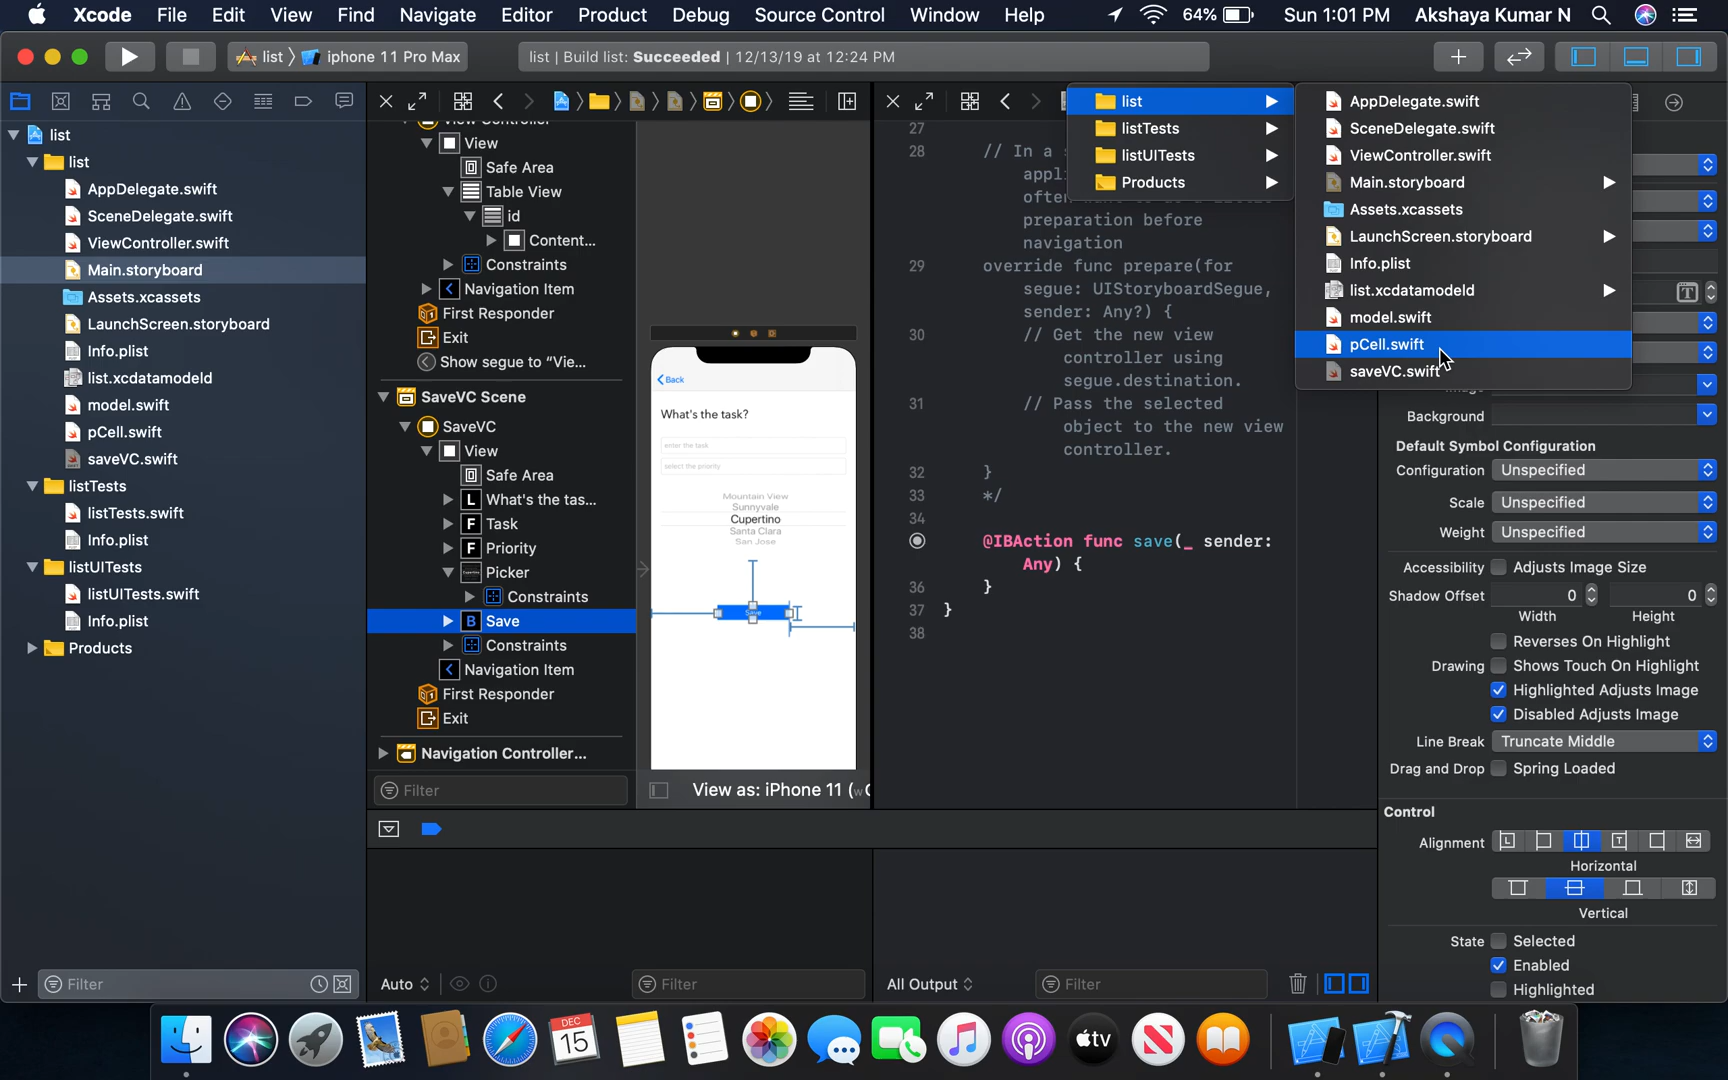 Xcode File Edit View Find Navigate Editor Product Debug Source Control Window Help 64% Sun 1:01 PM Akshaya Kumar N
list iphone 11 Pro Max
list | Build list: Succeeded | 12/13/19 at 12:24 PM
list
list
AppDelegate.swift
SceneDelegate.swift
ViewController.swift
Main.storyboard
Assets.xcassets
LaunchScreen.storyboard
Info.plist
list.xcdatamodeld
model.swift
pCell.swift
saveVC.swift
listTests
listTests.swift
Info.plist
listUITests
listUITests.swift
Info.plist
Products
Filter
View
Safe Area
Table View
id
Content...
Constraints
Navigation Item
First Responder
Exit
Show segue to “Vie...
SaveVC Scene
SaveVC
View
Safe Area
L What's the tas...
F Task
F Priority
Picker
Constraints
B Save
Constraints
Navigation Item
First Responder
Exit
Navigation Controller...
Filter
Back
What's the task?
enter the task
select the priority
Mountain View
Sunnyvale
Cupertino
Santa Clara
San Jose
Save
View as: iPhone 11 (
27
28 // In a
appli
often
preparation before
navigation
29 override func prepare(for
segue: UIStoryboardSegue,
sender: Any?) {
30 // Get the new view
controller using
segue.destination.
31 // Pass the selected
object to the new view
controller.
32 }
33 */
34
@IBAction func save(_ sender:
Any) {
36 }
37 }
38
list
listTests
listUITests
Products
AppDelegate.swift
SceneDelegate.swift
ViewController.swift
Main.storyboard
Assets.xcassets
LaunchScreen.storyboard
Info.plist
list.xcdatamodeld
model.swift
pCell.swift
saveVC.swift
Background
Default Symbol Configuration
Configuration Unspecified
Scale Unspecified
Weight Unspecified
Accessibility Adjusts Image Size
Shadow Offset 0 0
Width Height
Reverses On Highlight
Drawing Shows Touch On Highlight
Highlighted Adjusts Image
Disabled Adjusts Image
Line Break Truncate Middle
Drag and Drop Spring Loaded
Control
Alignment
Horizontal
Vertical
State Selected
Enabled
Highlighted
Auto
Filter
All Output
Filter
DEC
15
tv